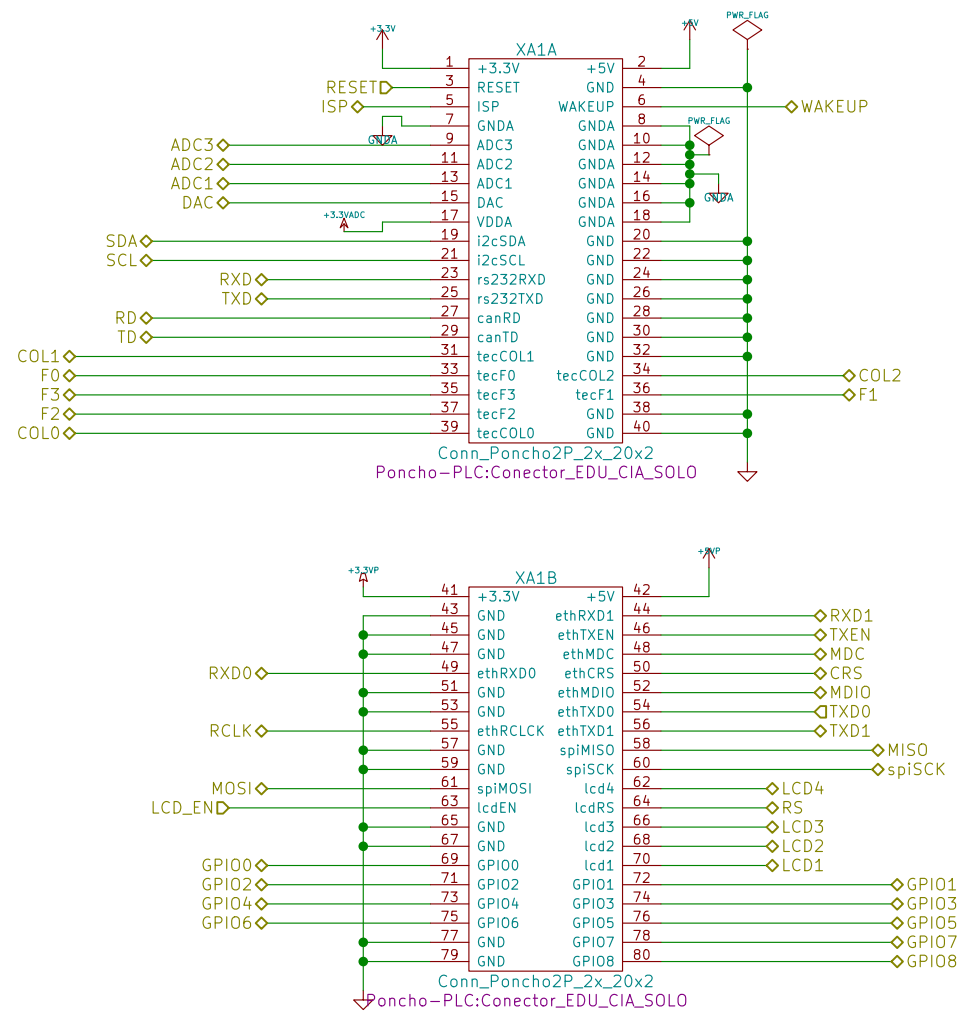 PWR_FLAG
+3.3V +5V
XA1A
1 +3.3V +5V 2
RESET 3 RESET GND 4
ISP 5 ISP WAKEUP 6 WAKEUP
7 GNDA GNDA 8 PWR_FLAG
GNDA
ADC3 9 ADC3 GNDA 10
ADC2 11 ADC2 GNDA 12
ADC1 13 ADC1 GNDA 14
DAC 15 DAC GNDA 16 GNDA
+3.3VADC 17 VDDA GNDA 18
SDA 19 i2cSDA GND 20
SCL 21 i2cSCL GND 22
RXD 23 rs232RXD GND 24
TXD 25 rs232TXD GND 26
RD 27 canRD GND 28
TD 29 canTD GND 30
COL1 31 tecCOL1 GND 32
F0 33 tecF0 tecCOL2 34 COL2
F3 35 tecF3 tecF1 36 F1
F2 37 tecF2 GND 38
COL0 39 tecCOL0 GND 40
Conn_Poncho2P_2x_20x2
Poncho-PLC:Conector_EDU_CIA_SOLO
+5VP
+3.3VP XA1B
41 +3.3V +5V 42
43 GND ethRXD1 44 RXD1
45 GND ethTXEN 46 TXEN
47 GND ethMDC 48 MDC
RXD0 49 ethRXD0 ethCRS 50 CRS
51 GND ethMDIO 52 MDIO
53 GND ethTXD0 54 TXD0
RCLK 55 ethRCLCK ethTXD1 56 TXD1
57 GND spiMISO 58 MISO
59 GND spiSCK 60 spiSCK
MOSI 61 spiMOSI lcd4 62 LCD4
LCD_EN 63 lcdEN lcdRS 64 RS
65 GND lcd3 66 LCD3
67 GND lcd2 68 LCD2
GPIO0 69 GPIO0 lcd1 70 LCD1
GPIO2 71 GPIO2 GPIO1 72 GPIO1
GPIO4 73 GPIO4 GPIO3 74 GPIO3
GPIO6 75 GPIO6 GPIO5 76 GPIO5
77 GND GPIO7 78 GPIO7
79 GND GPIO8 80 GPIO8
Conn_Poncho2P_2x_20x2
Poncho-PLC:Conector_EDU_CIA_SOLO